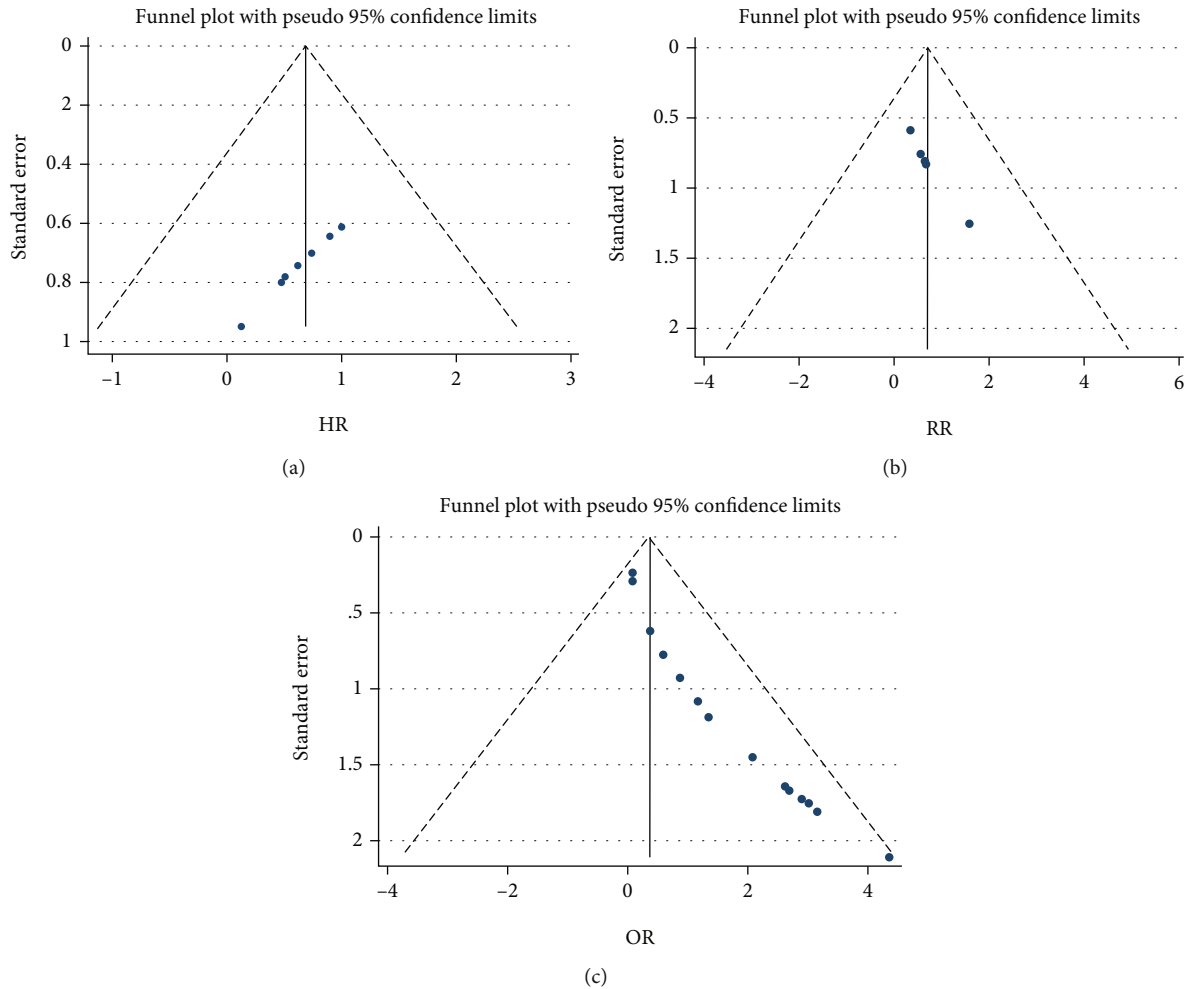 Funnel plot with pseudo 95% confidence limits
0
2
0.4
0.6
0.8
1
Standard error
–1
0
1
2
3
HR
(a)
Funnel plot with pseudo 95% confidence limits
0
0.5
1
1.5
2
Standard error
–4
–2
0
2
4
6
RR
(b)
Funnel plot with pseudo 95% confidence limits
0
.5
1
1.5
2
Standard error
–4
–2
0
2
4
OR
(c)